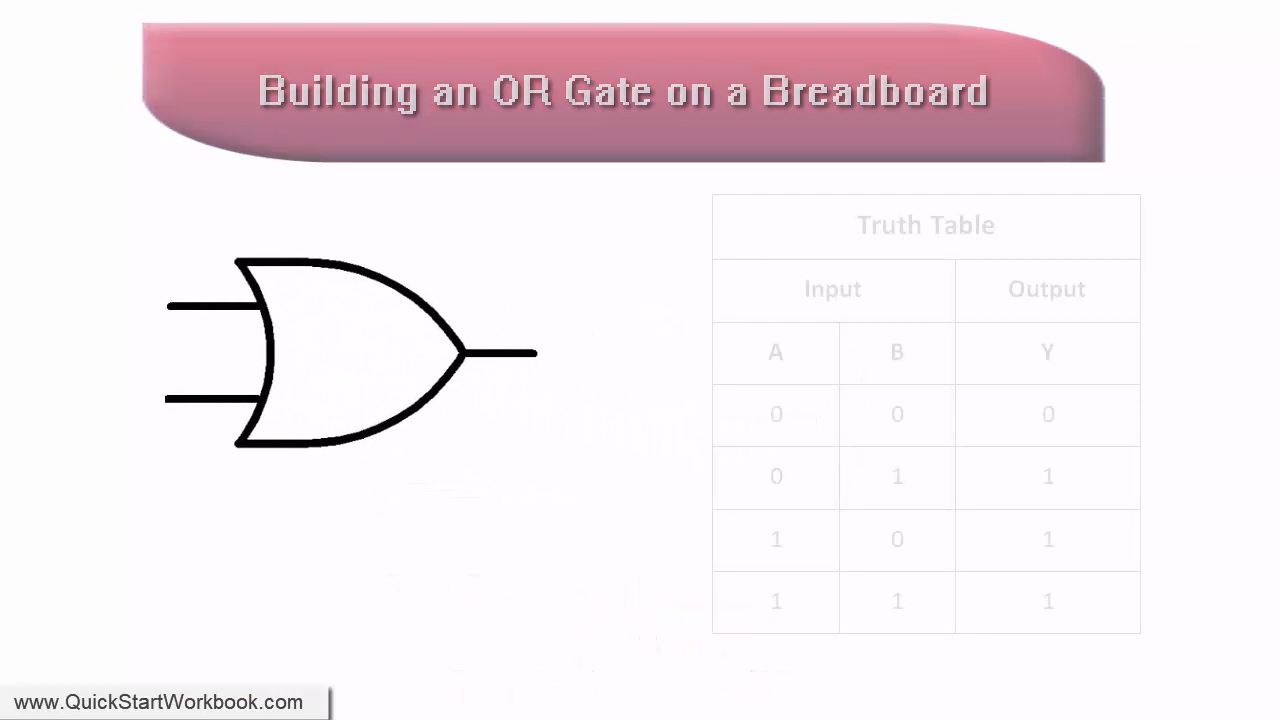 Building an OR Gate on a Breadboard
Truth Table
Input Output
A B Y
0 0 0
0 1 1
1 0 1
1 1 1
www.QuickStartWorkbook.com